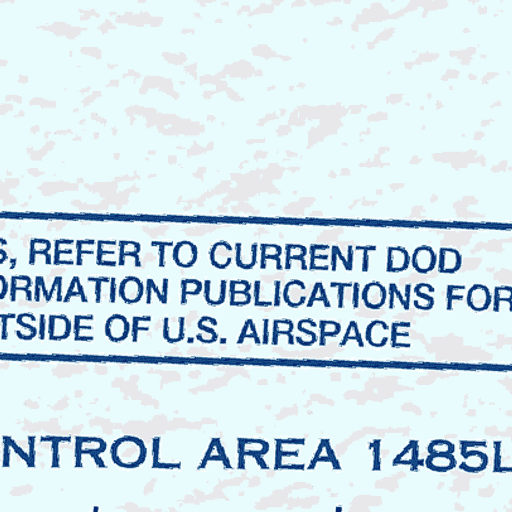 S, REFER TO CURRENT DOD
ORMATION PUBLICATIONS FOR
TSIDE OF U.S. AIRSPACE
NTROL AREA 1485L